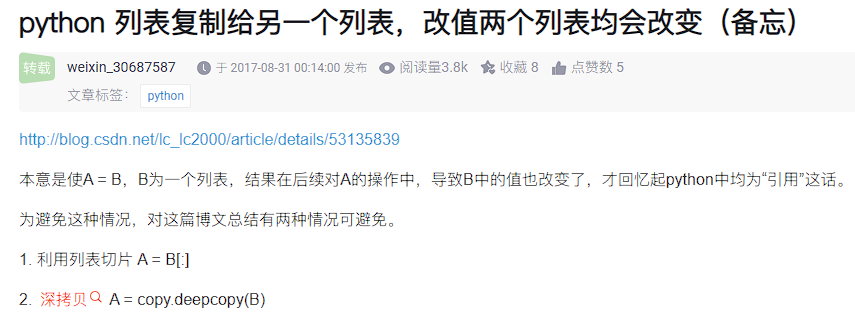 python 列表复制给另一个列表，改值两个列表均会改变（备忘）
转载 weixin_30687587 于 2017-08-31 00:14:00 发布 阅读量3.8k 收藏 8 点赞数 5
文章标签： python
http://blog.csdn.net/lc_lc2000/article/details/53135839
本意是使A = B，B为一个列表，结果在后续对A的操作中，导致B中的值也改变了，才回忆起python中均为“引用”这话。
为避免这种情况，对这篇博文总结有两种情况可避免。
1. 利用列表切片 A = B[:]
2. 深拷贝 A = copy.deepcopy(B)